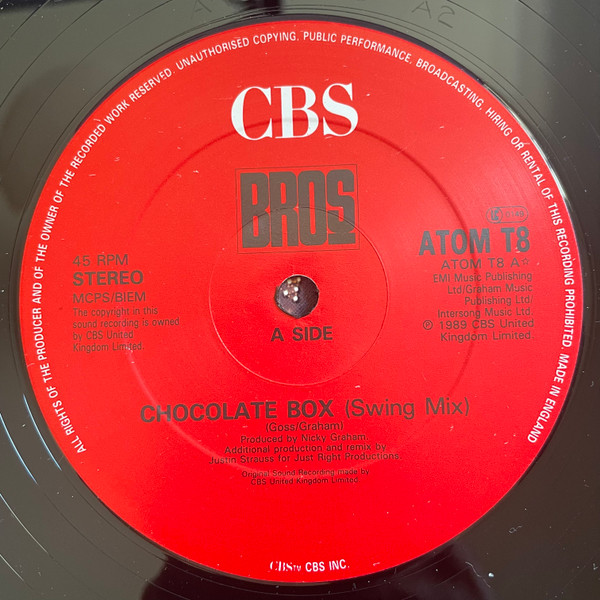 A2
ALL RIGHTS OF THE PRODUCER AND OF THE OWNER OF THE RECORDED WORK RESERVED. UNAUTHORISED COPYING, PUBLIC PERFORMANCE, BROADCASTING, HIRING OR RENTAL OF THIS RECORDING PROHIBITED. MADE IN ENGLAND
CBS
BROS
45 RPM
STEREO
MCPS/BIEM
The copyright in this
sound recording is owned
by CBS United
Kingdom Limited.
ATOM T8
ATOM T8 A☆
EMI Music Publishing
Ltd/Graham Music
Publishing Ltd/
Intersong Music Ltd.
℗ 1989 CBS United
Kingdom Limited.
A SIDE
CHOCOLATE BOX (Swing Mix)
(Goss/Graham)
Produced by Nicky Graham.
Additional production and remix by
Justin Strauss for Just Right Productions.
Original Sound Recording made by
CBS United Kingdom Limited.
CBS™ CBS INC.